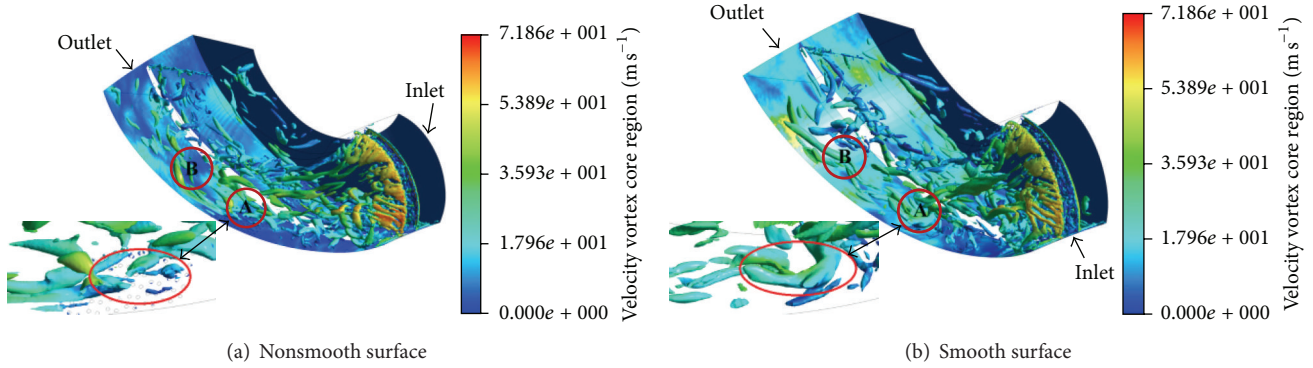 Outlet
Inlet
B
A
7.186e + 001
5.389e + 001
3.593e + 001
1.796e + 001
0.000e + 000
Velocity vortex core region (m s⁻¹)
(a) Nonsmooth surface
Outlet
B
A
Inlet
7.186e + 001
5.389e + 001
3.593e + 001
1.796e + 001
0.000e + 000
Velocity vortex core region (m s⁻¹)
(b) Smooth surface